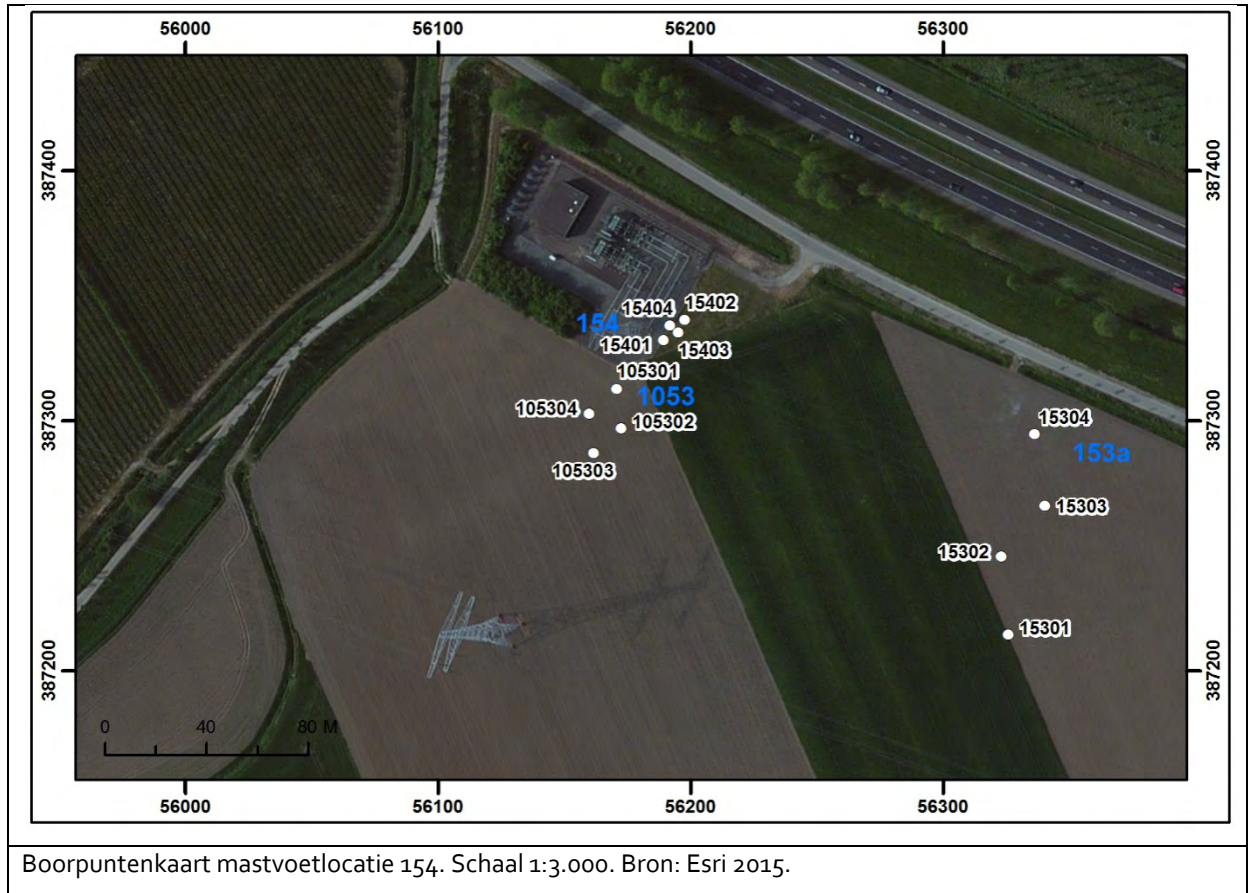 56000 56100 56200 56300
387400 387400
15404 15402
154
15401 15403
105301
1053
105304 105302
387300 387300
105303
15304
153a
15303
15302
15301
387200 387200
0 40 80 M
56000 56100 56200 56300
Boorpuntenkaart mastvoetlocatie 154. Schaal 1:3.000. Bron: Esri 2015.